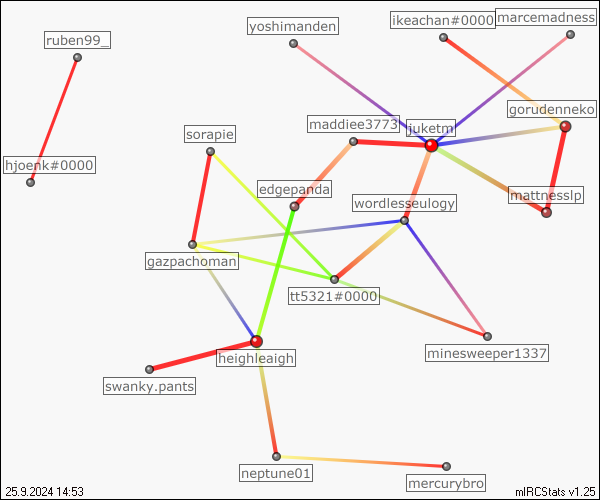 yoshimanden
ikeachan#0000
marcemadness
ruben99_
gorudenneko
maddiee3773
juketm
sorapie
hjoenk#0000
edgepanda
mattnesslp
wordlesseulogy
gazpachoman
tt5321#0000
heighleaigh
minesweeper1337
swanky.pants
neptune01
mercurybro
25.9.2024 14:53
mIRCStats v1.25